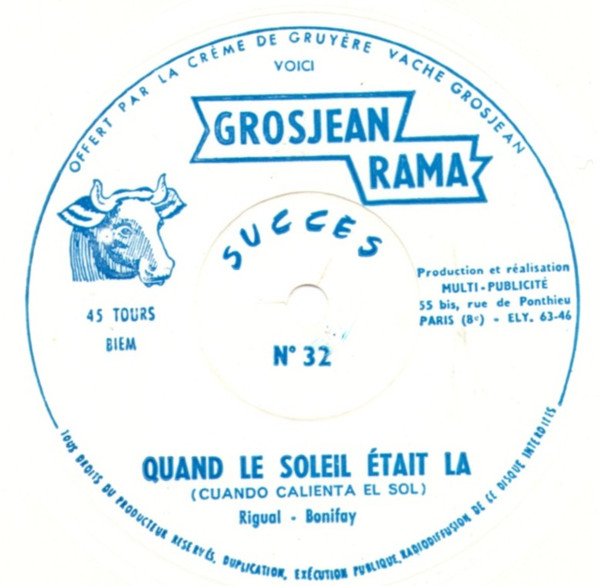 OFFERT PAR LA CRÈME DE GRUYÈRE VACHE GROSJEAN
VOICI
GROSJEAN
RAMA
SUCCES
45 TOURS
BIEM
Production et réalisation
MULTI-PUBLICITÉ
55 bis, rue de Ponthieu
PARIS (8e) - ELY. 63-46
N° 32
QUAND LE SOLEIL ÉTAIT LA
(CUANDO CALIENTA EL SOL)
Rigual - Bonifay
TOUS DROITS DU PRODUCTEUR RESERVÉS, DUPLICATION, EXÉCUTION PUBLIQUE, RADIODIFFUSION DE CE DISQUE INTERDITES